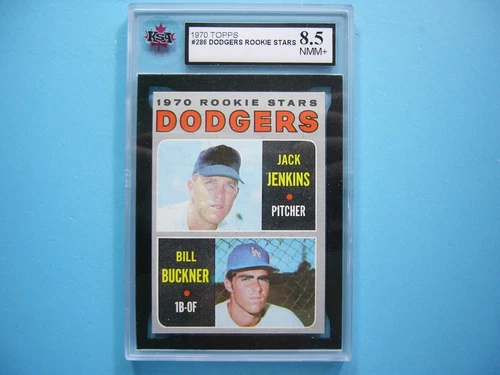 KSA
1970 TOPPS
#286 DODGERS ROOKIE STARS
8.5
NMM+
1970 ROOKIE STARS
DODGERS
JACK
JENKINS
PITCHER
BILL
BUCKNER
1B-OF
LA